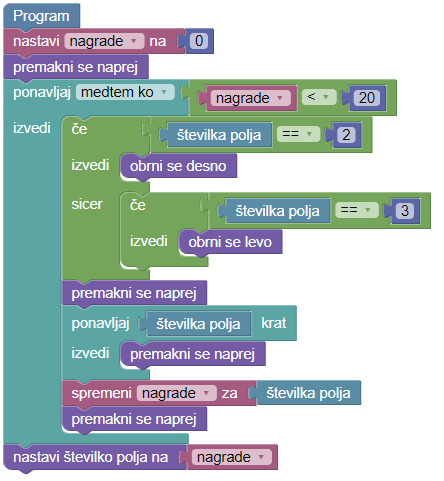 Program
nastavi nagrade na 0
premakni se naprej
ponavljaj medtem ko nagrade < 20
izvedi če številka polja == 2
izvedi obrni se desno
sicer če številka polja == 3
izvedi obrni se levo
premakni se naprej
ponavljaj številka polja krat
izvedi premakni se naprej
spremeni nagrade za številka polja
premakni se naprej
nastavi številko polja na nagrade